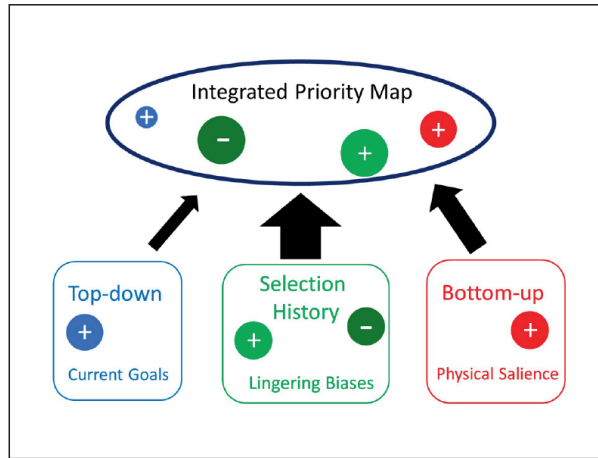 Integrated Priority Map
+
-
+
+
Top-down
+
Current Goals
Selection
History
+
-
Lingering Biases
Bottom-up
+
Physical Salience